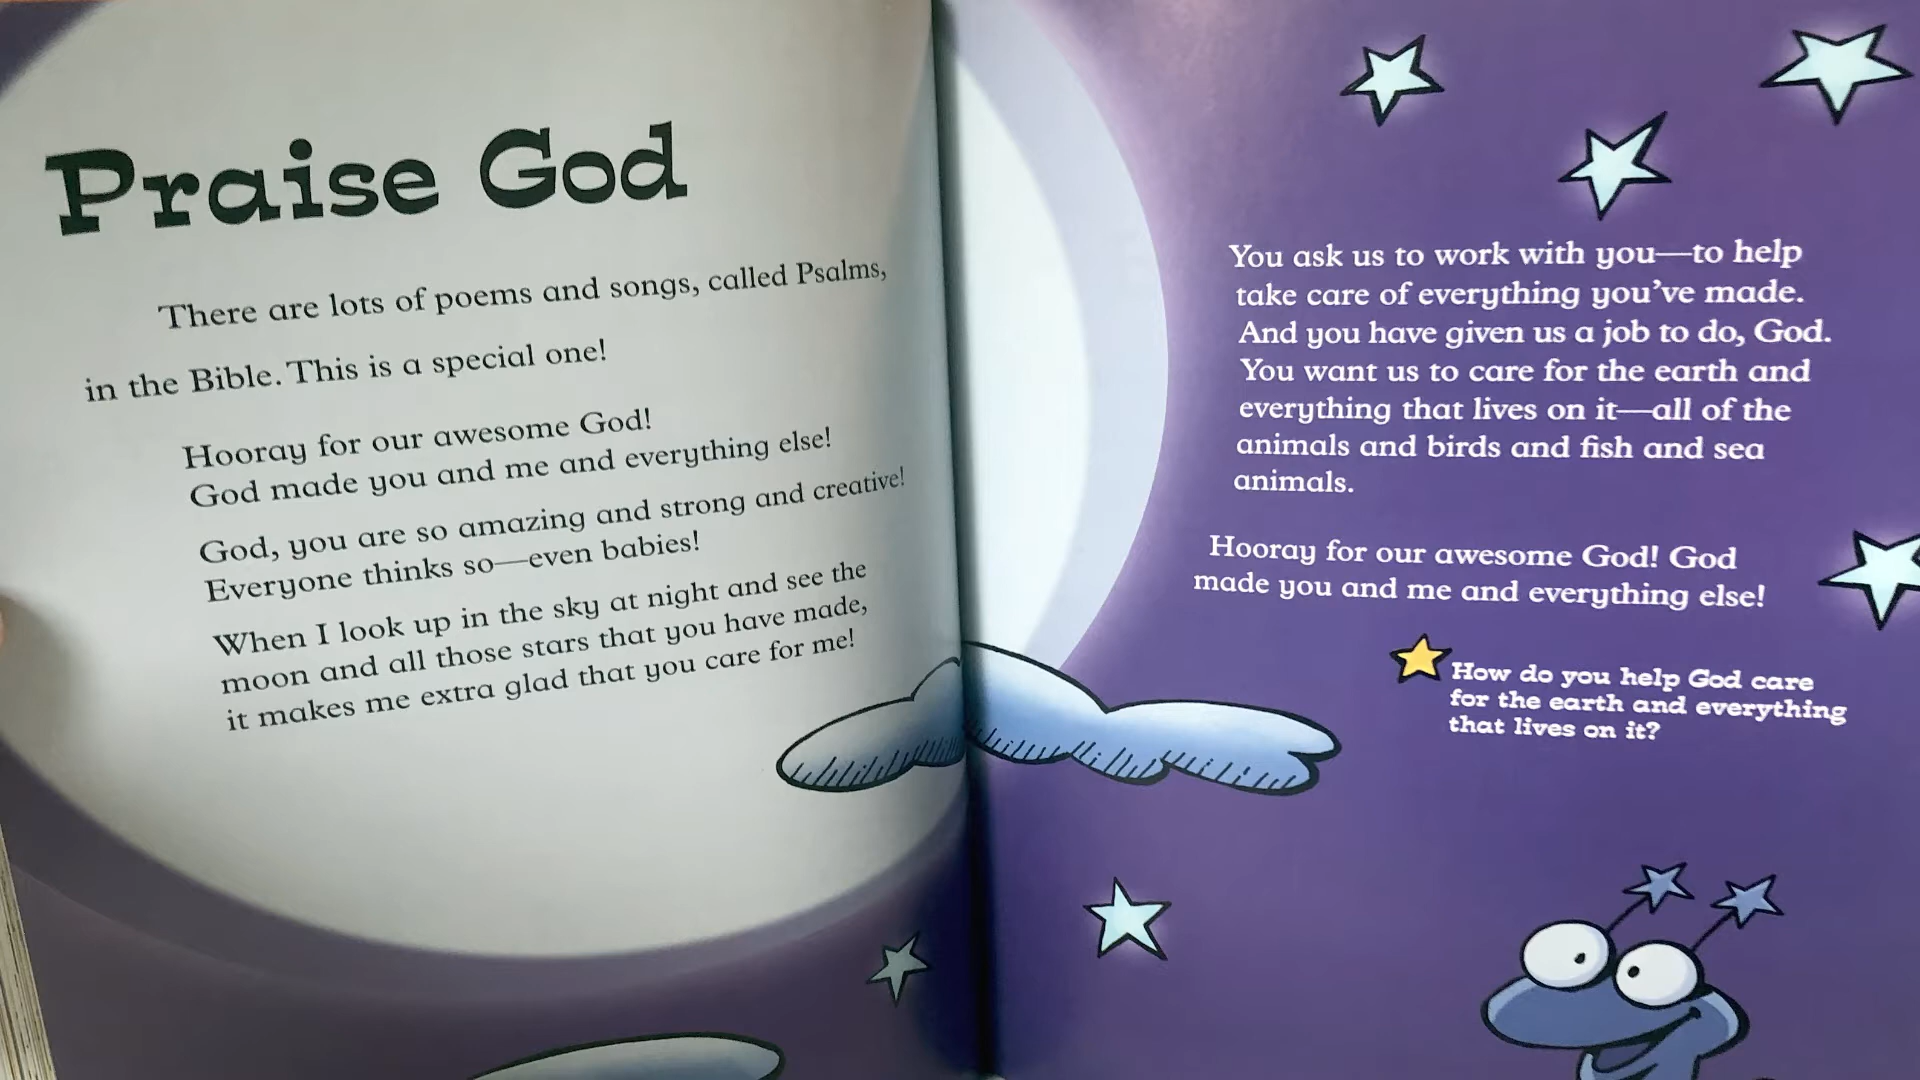 Praise God
There are lots of poems and songs, called Psalms,
in the Bible. This is a special one!
Hooray for our awesome God!
God made you and me and everything else!
God, you are so amazing and strong and creative!
Everyone thinks so—even babies!
When I look up in the sky at night and see the
moon and all those stars that you have made,
it makes me extra glad that you care for me!
You ask us to work with you—to help
take care of everything you've made.
And you have given us a job to do, God.
You want us to care for the earth and
everything that lives on it—all of the
animals and birds and fish and sea
animals.
Hooray for our awesome God! God
made you and me and everything else!
How do you help God care
for the earth and everything
that lives on it?